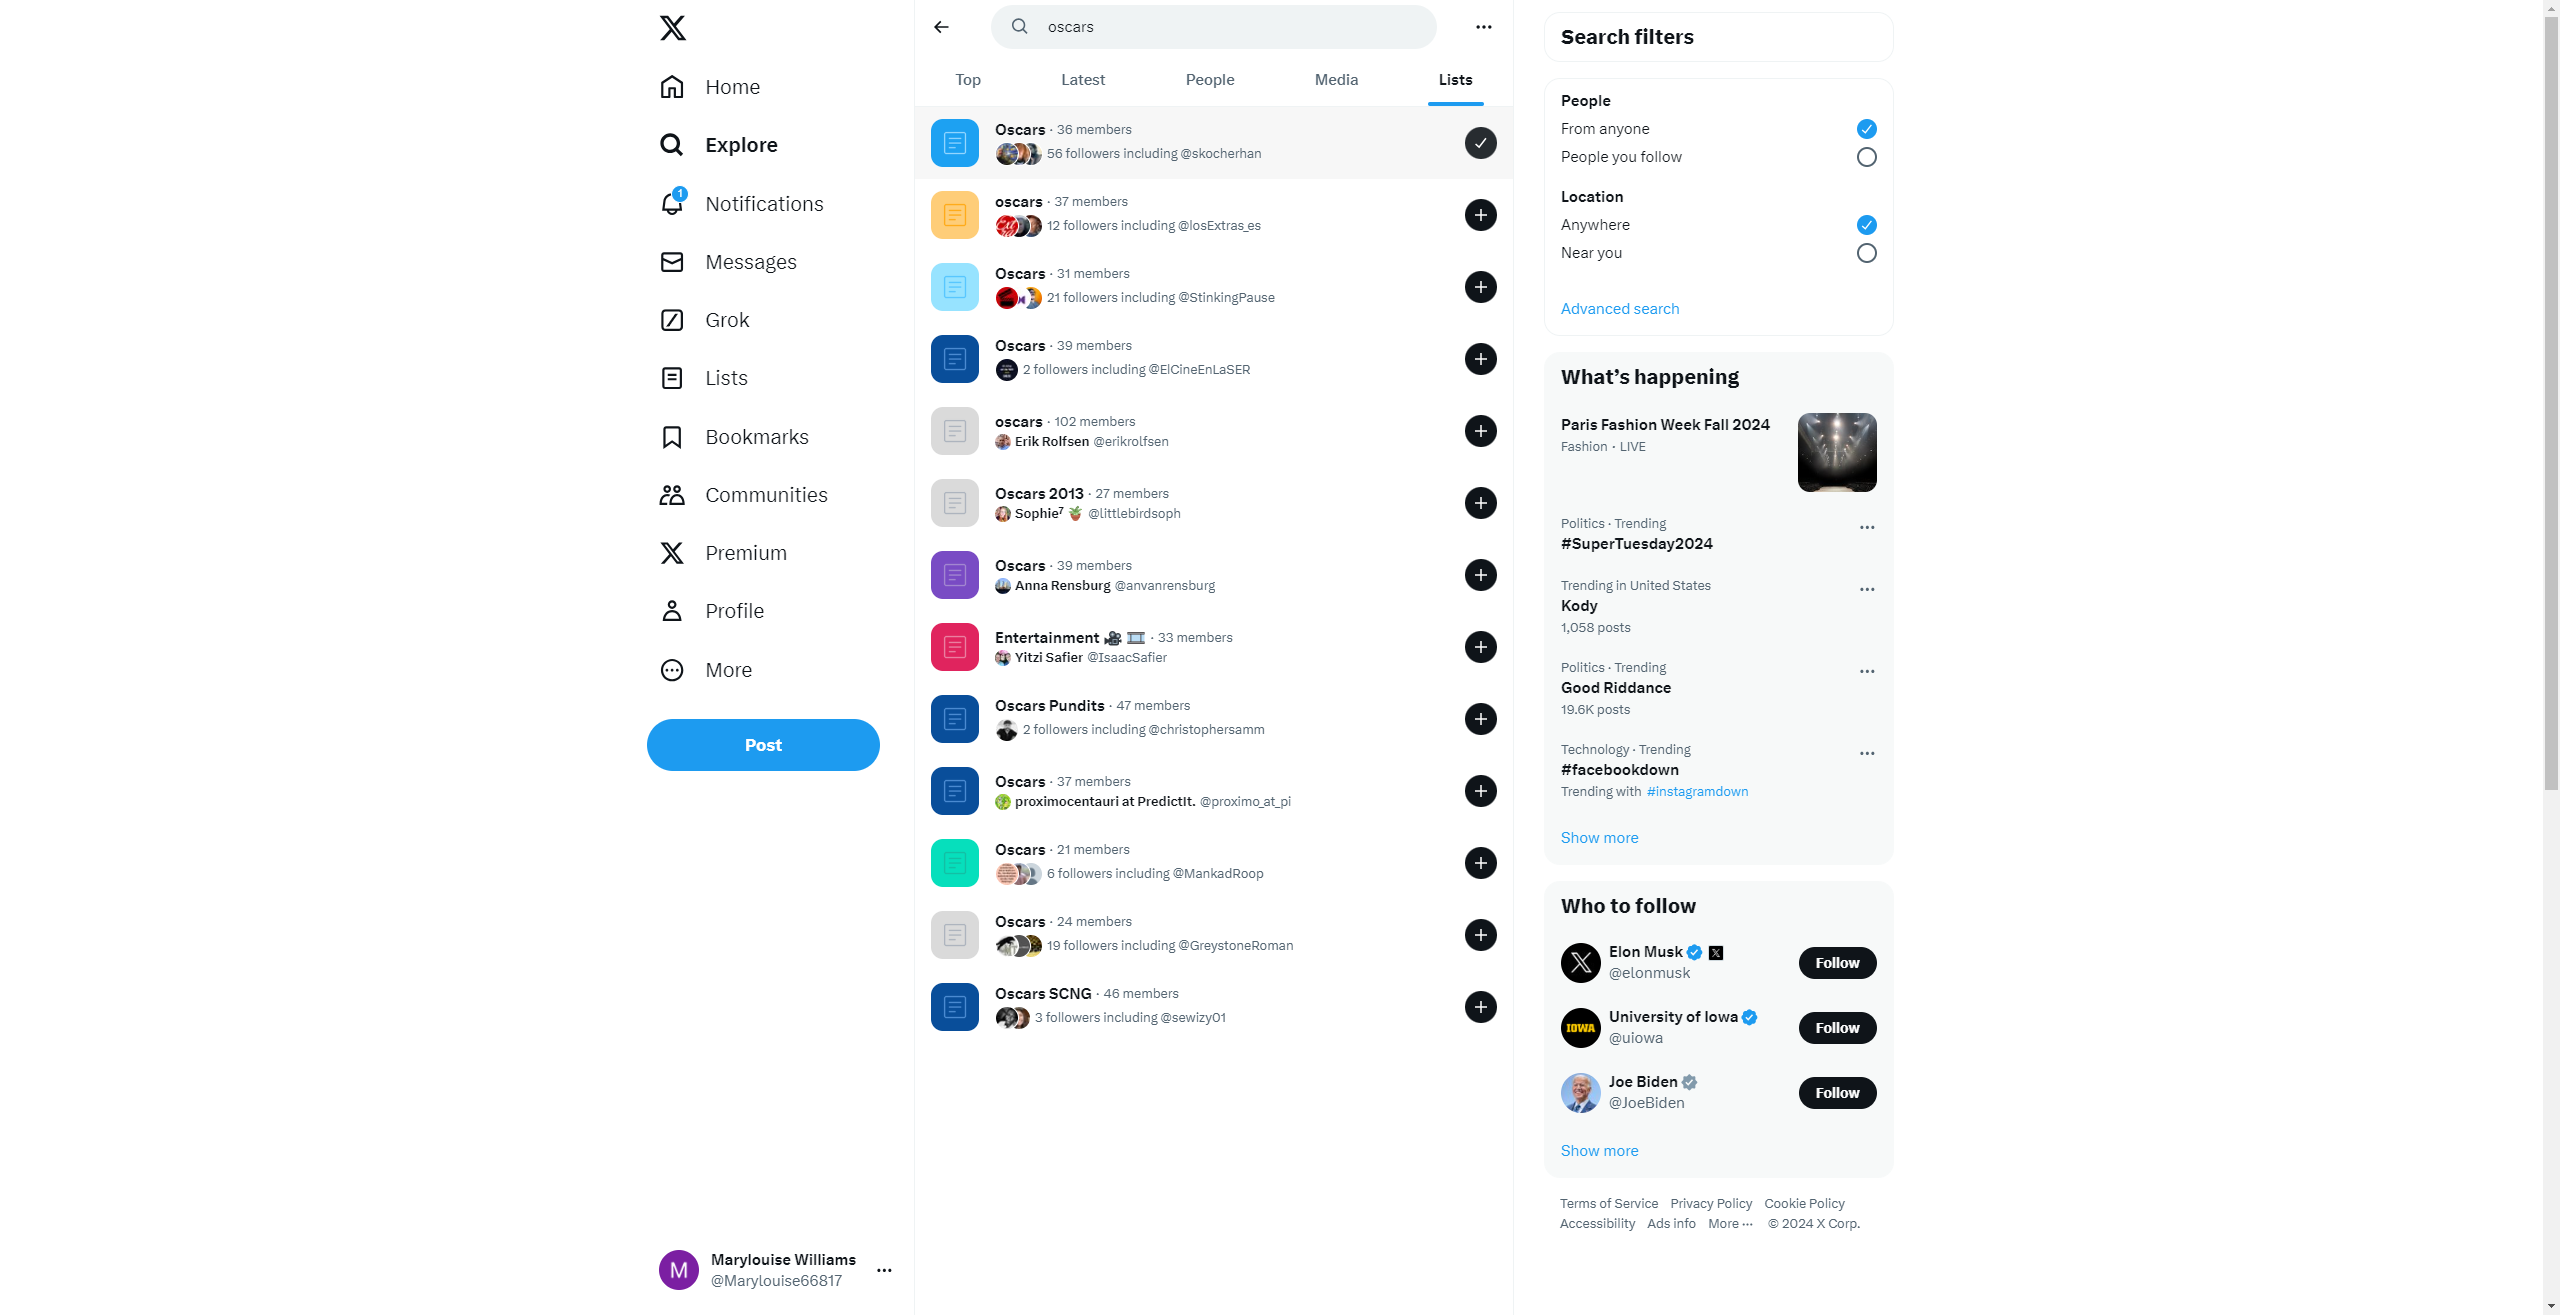 Home
Explore
1
Notifications
Messages
Grok
Lists
Bookmarks
Communities
Premium
Profile
More
Post
M
Marylouise Williams
@Marylouise66817
oscars
Top Latest People Media Lists
Oscars · 36 members
56 followers including @skocherhan
oscars · 37 members
12 followers including @losExtras_es
Oscars · 31 members
21 followers including @StinkingPause
Oscars · 39 members
2 followers including @ElCineEnLaSER
oscars · 102 members
Erik Rolfsen @erikrolfsen
Oscars 2013 · 27 members
Sophie⁷ 🪴 @littlebirdsoph
Oscars · 39 members
Anna Rensburg @anvanrensburg
Entertainment 🎥 🎞️ · 33 members
Yitzi Safier @IsaacSafier
Oscars Pundits · 47 members
2 followers including @christophersamm
Oscars · 37 members
proximocentauri at PredictIt. @proximo_at_pi
Oscars · 21 members
6 followers including @MankadRoop
Oscars · 24 members
19 followers including @GreystoneRoman
Oscars SCNG · 46 members
3 followers including @sewizy01
Search filters
People
From anyone
People you follow
Location
Anywhere
Near you
Advanced search
What’s happening
Paris Fashion Week Fall 2024
Fashion · LIVE
Politics · Trending
#SuperTuesday2024
Trending in United States
Kody
1,058 posts
Politics · Trending
Good Riddance
19.6K posts
Technology · Trending
#facebookdown
Trending with #instagramdown
Show more
Who to follow
Elon Musk
@elonmusk
Follow
IOWA
University of Iowa
@uiowa
Follow
Joe Biden
@JoeBiden
Follow
Show more
Terms of Service Privacy Policy Cookie Policy
Accessibility Ads info More ··· © 2024 X Corp.